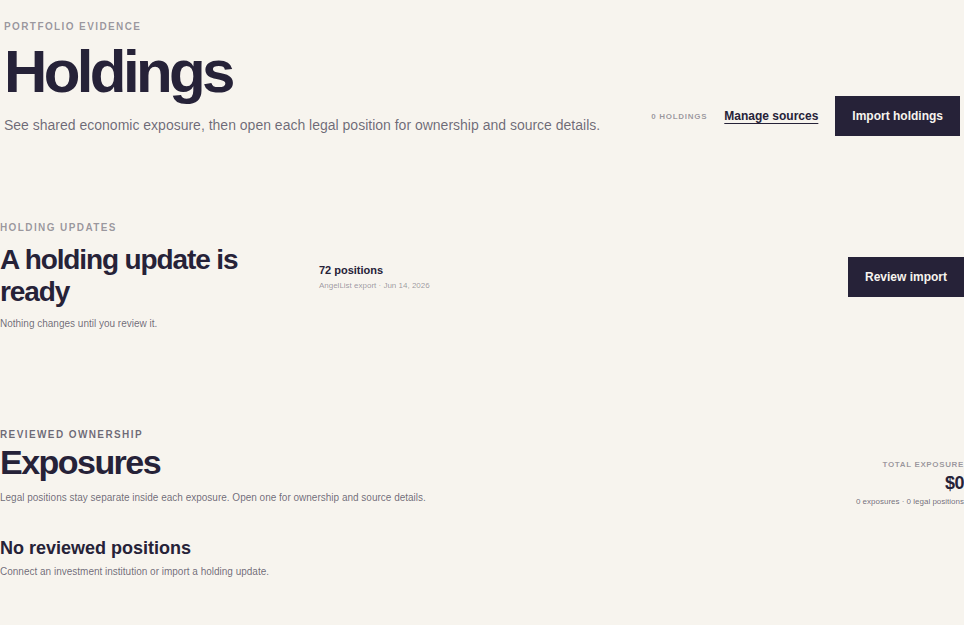 PORTFOLIO EVIDENCE
Holdings
See shared economic exposure, then open each legal position for ownership and source details.
0 HOLDINGS
Manage sources
Import holdings
HOLDING UPDATES
A holding update is
ready
Nothing changes until you review it.
72 positions
AngelList export · Jun 14, 2026
Review import
REVIEWED OWNERSHIP
Exposures
Legal positions stay separate inside each exposure. Open one for ownership and source details.
TOTAL EXPOSURE
$0
0 exposures · 0 legal positions
No reviewed positions
Connect an investment institution or import a holding update.